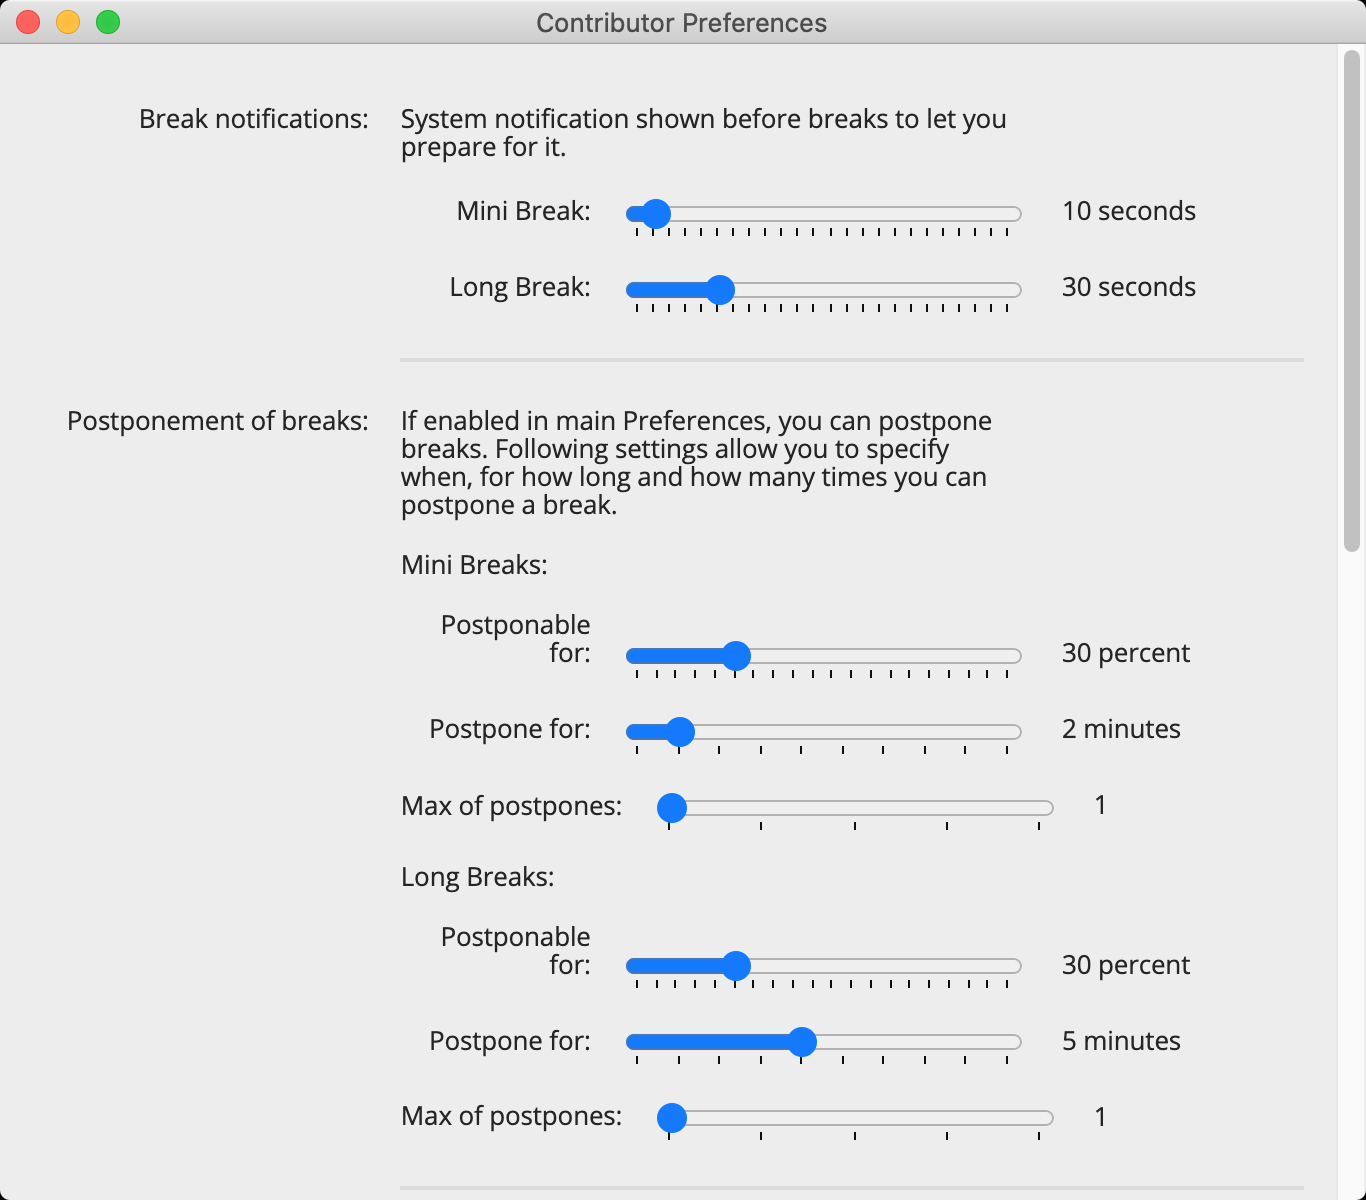 Contributor Preferences
Break notifications:
System notification shown before breaks to let you
prepare for it.
Mini Break:
10 seconds
Long Break:
30 seconds
Postponement of breaks:
If enabled in main Preferences, you can postpone
breaks. Following settings allow you to specify
when, for how long and how many times you can
postpone a break.
Mini Breaks:
Postponable
for:
30 percent
Postpone for:
2 minutes
Max of postpones:
1
Long Breaks:
Postponable
for:
30 percent
Postpone for:
5 minutes
Max of postpones:
1